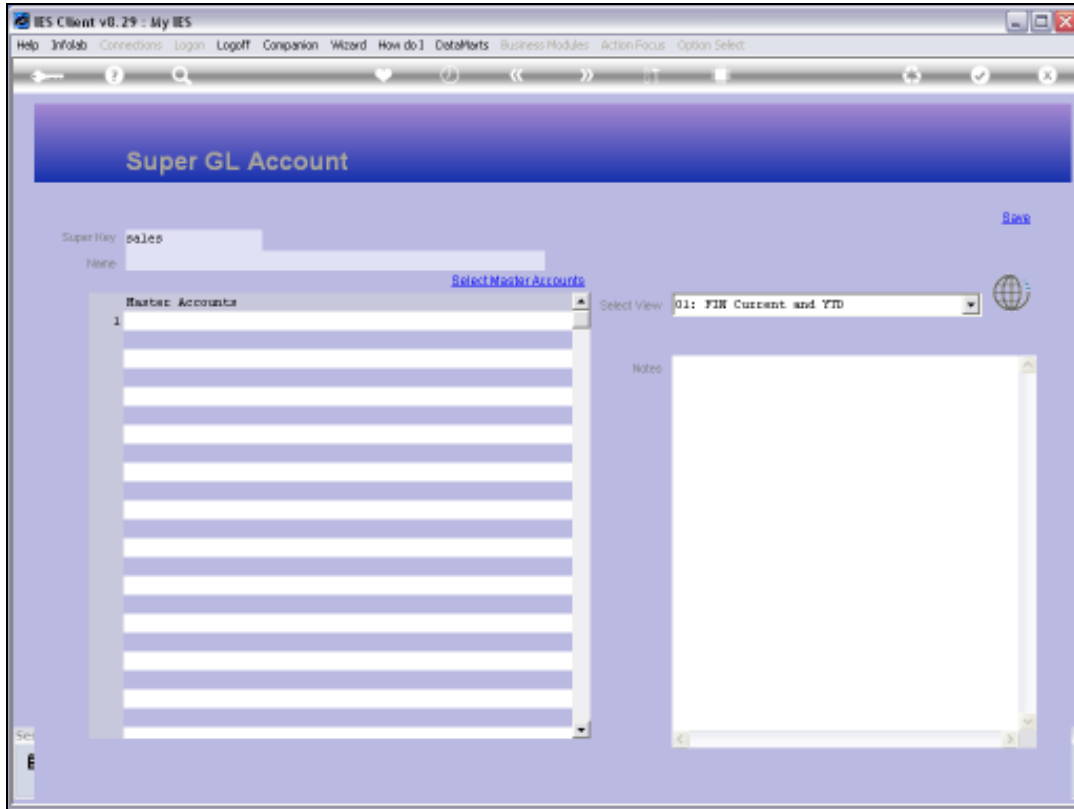 IES Client v8.29 : My IES
Help Infolab Connections Logon Logoff Companion Wizard How do I DataMarts Business Modules Action Focus Option Select
Super GL Account
Save
Super Key sales
Name
Select Master Accounts
Master Accounts
Select View 01: FIN Current and YTD
1
Notes
Se